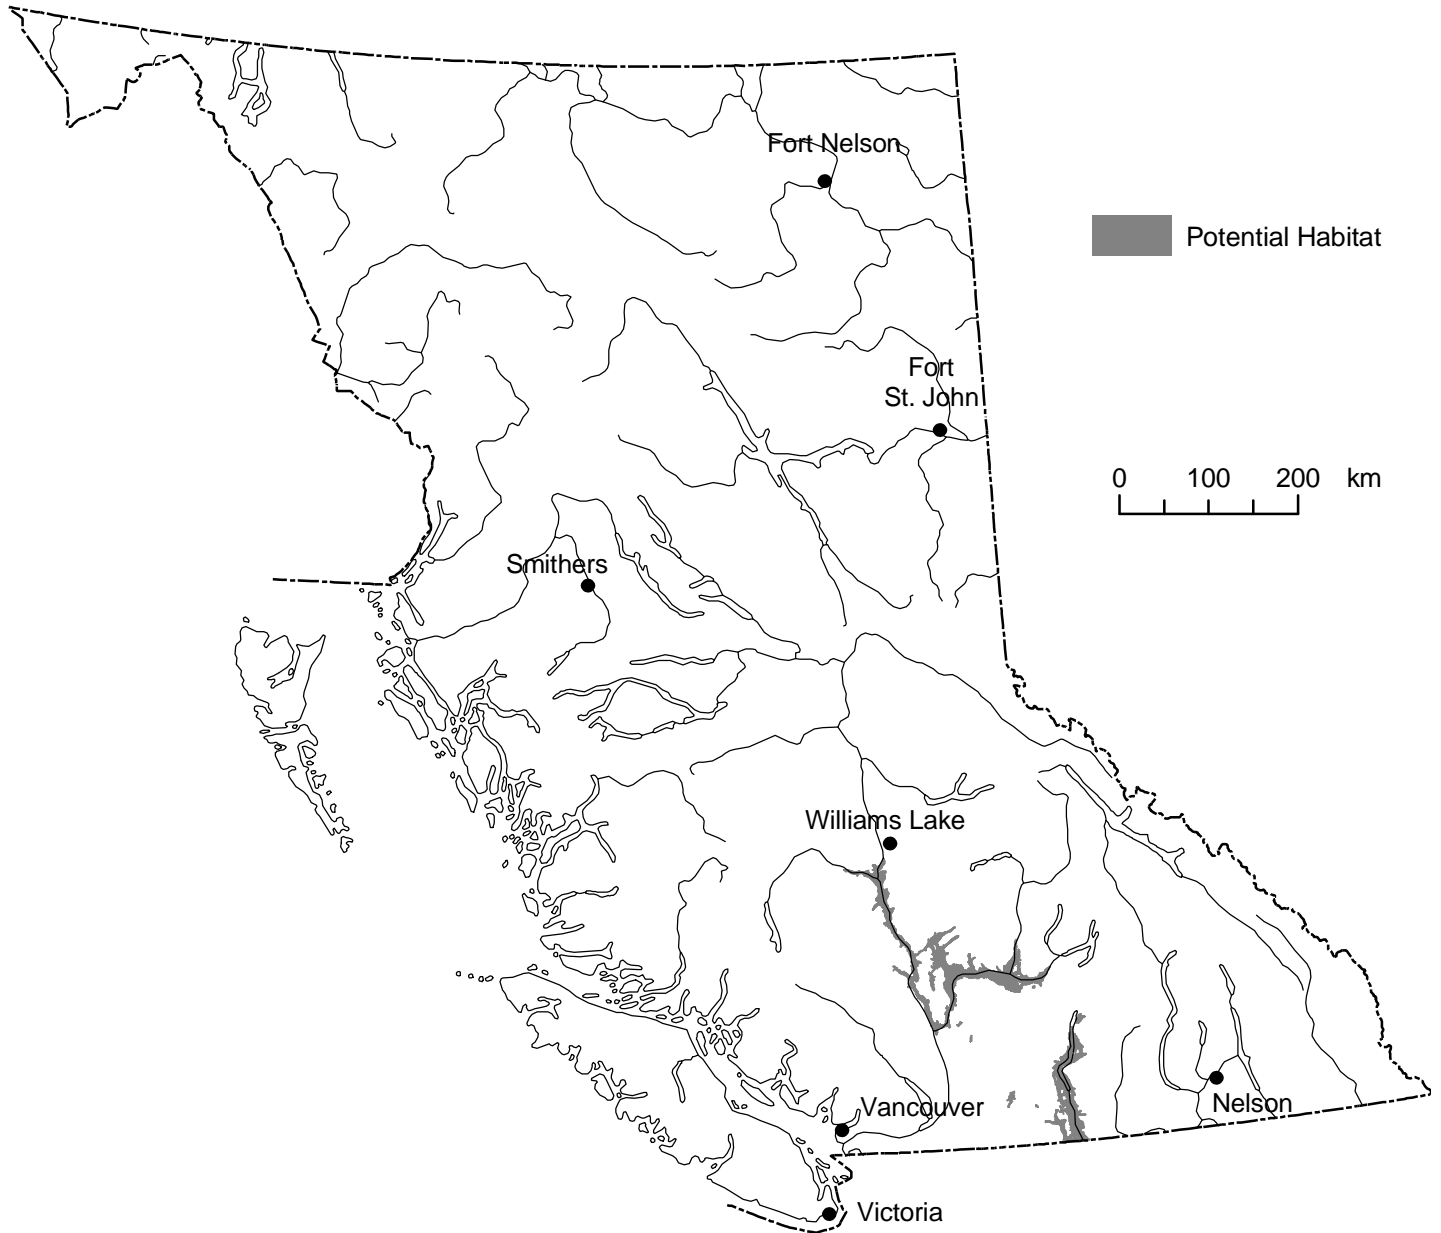 Fort Nelson
Potential Habitat
Fort
St. John
0 100 200 km
Smithers
Williams Lake
Vancouver
Nelson
Victoria